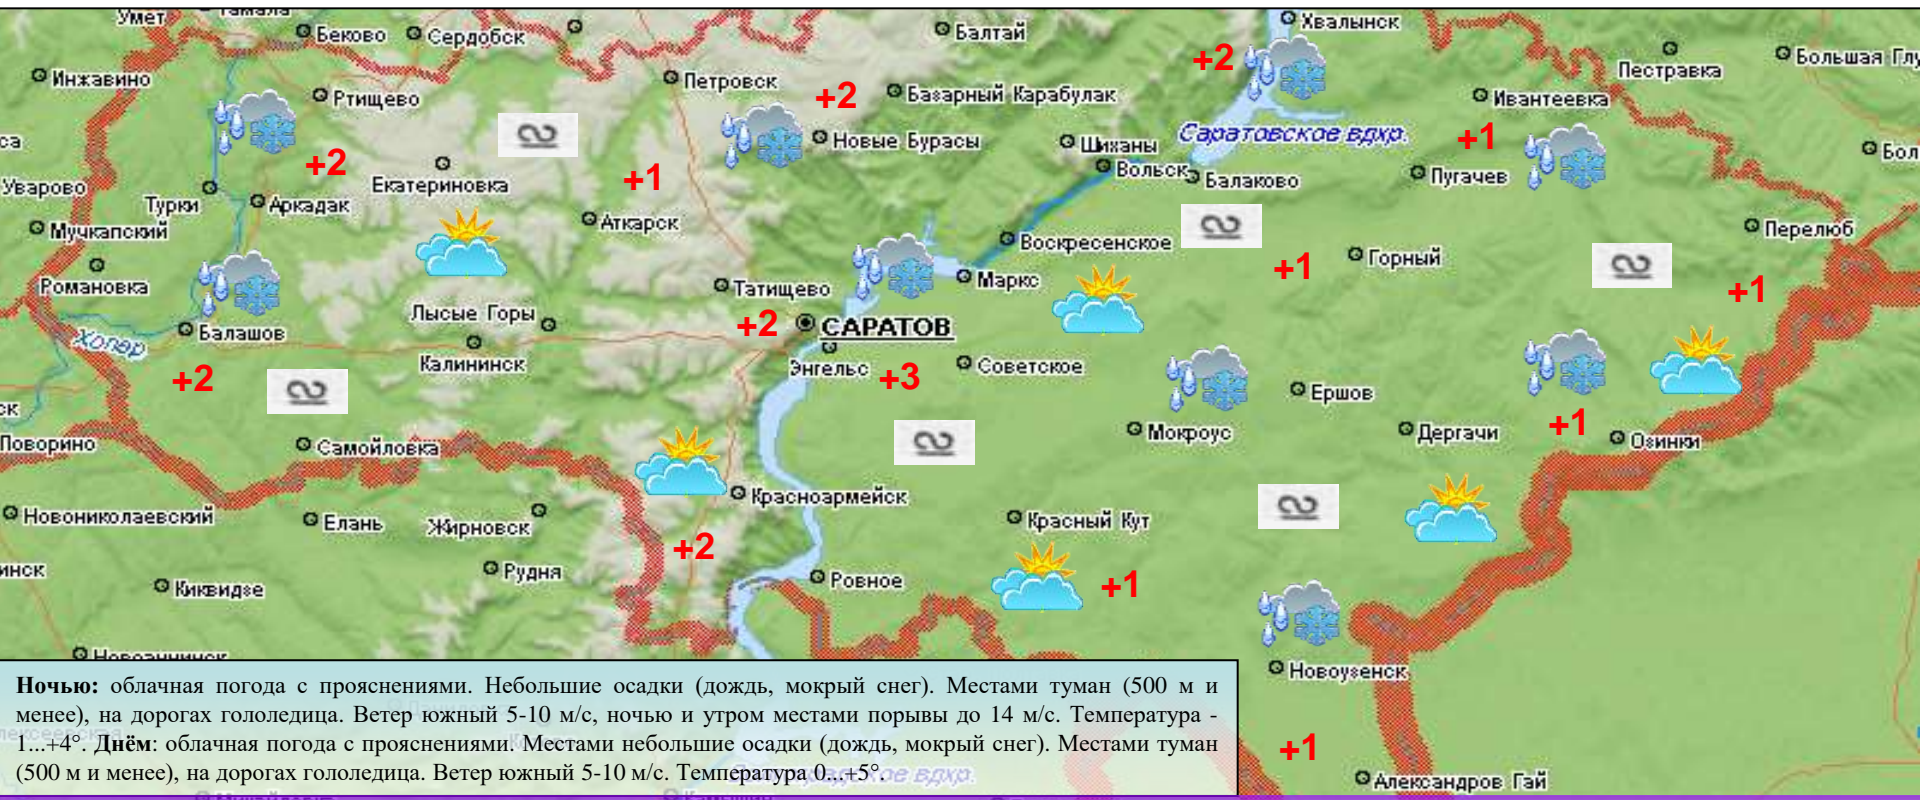 Умет
Тамала
Беково
Сердобск
Балтай
Хвалынск
Инжавино
Ртищево
Петровск
+2
Базарный Карабулак
+2
Ивантеевка
Пестравка
Большая Глу
са
+2
Екатериновка
+1
Новые Бурасы
Шиханы
Саратовское вдхр.
+1
Бол
Уварово
Турки
Аркадак
Аткарск
Вольск
Балаково
Пугачев
Мучкапский
Воскресенское
Горный
Перелюб
Романовка
Татищево
Маркс
+1
+1
Хопер
Балашов
Лысые Горы
+2
САРАТОВ
Калининск
Энгельс
+3
Советское
+2
Ершов
ск
Поворино
Самойловка
Мокроус
Дергачи
+1
Озинки
Новониколаевский
Елань
Жирновск
Красноармейск
Красный Кут
+2
инск
Киквидзе
Рудня
Ровное
+1
Новоаннинск
Новоузенск
Ночью: облачная погода с прояснениями. Небольшие осадки (дождь, мокрый снег). Местами туман (500 м и
менее), на дорогах гололедица. Ветер южный 5-10 м/с, ночью и утром местами порывы до 14 м/с. Температура -
1...+4°. Днём: облачная погода с прояснениями. Местами небольшие осадки (дождь, мокрый снег). Местами туман
(500 м и менее), на дорогах гололедица. Ветер южный 5-10 м/с. Температура 0...+5°.
+1
Александров Гай